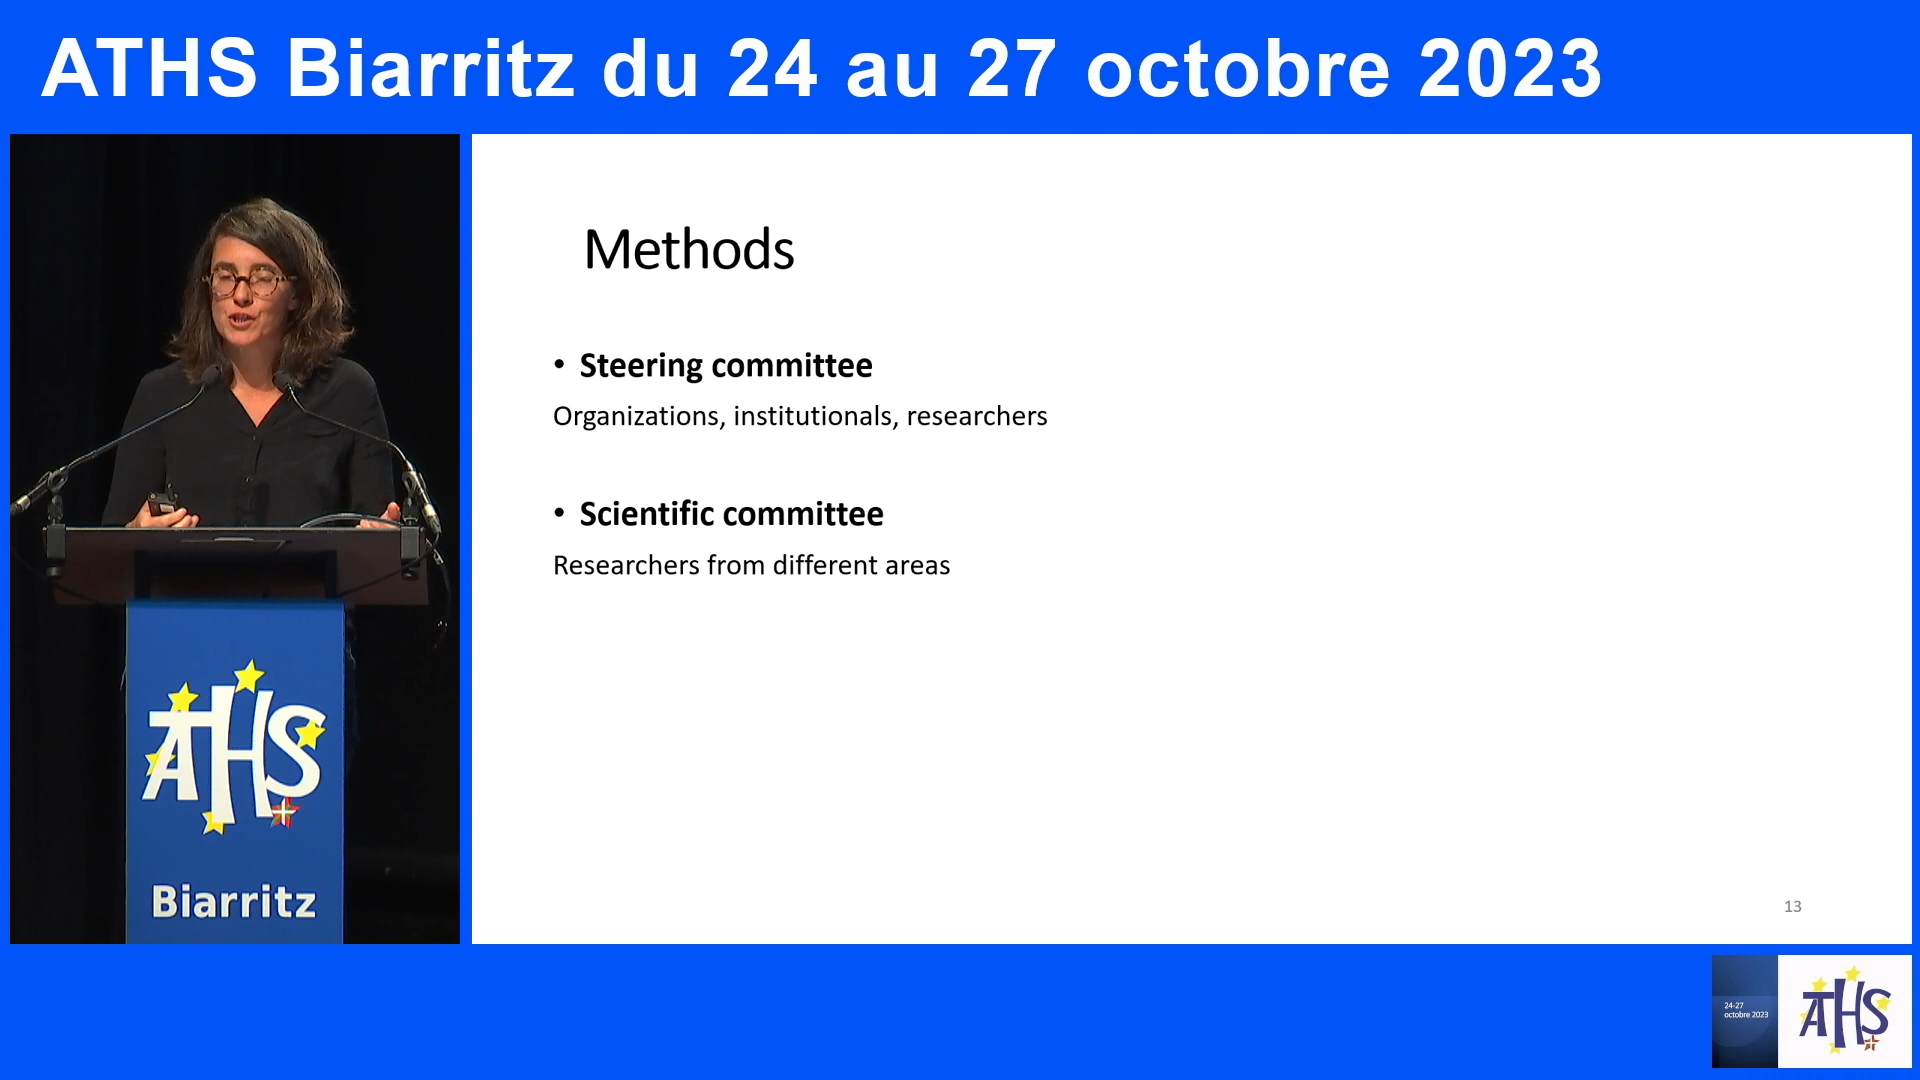 ATHS Biarritz du 24 au 27 octobre 2023
Methods
• Steering committee
Organizations, institutionals, researchers
• Scientific committee
Researchers from different areas
13
ATHS
Biarritz
24-27
octobre 2023
ATHS